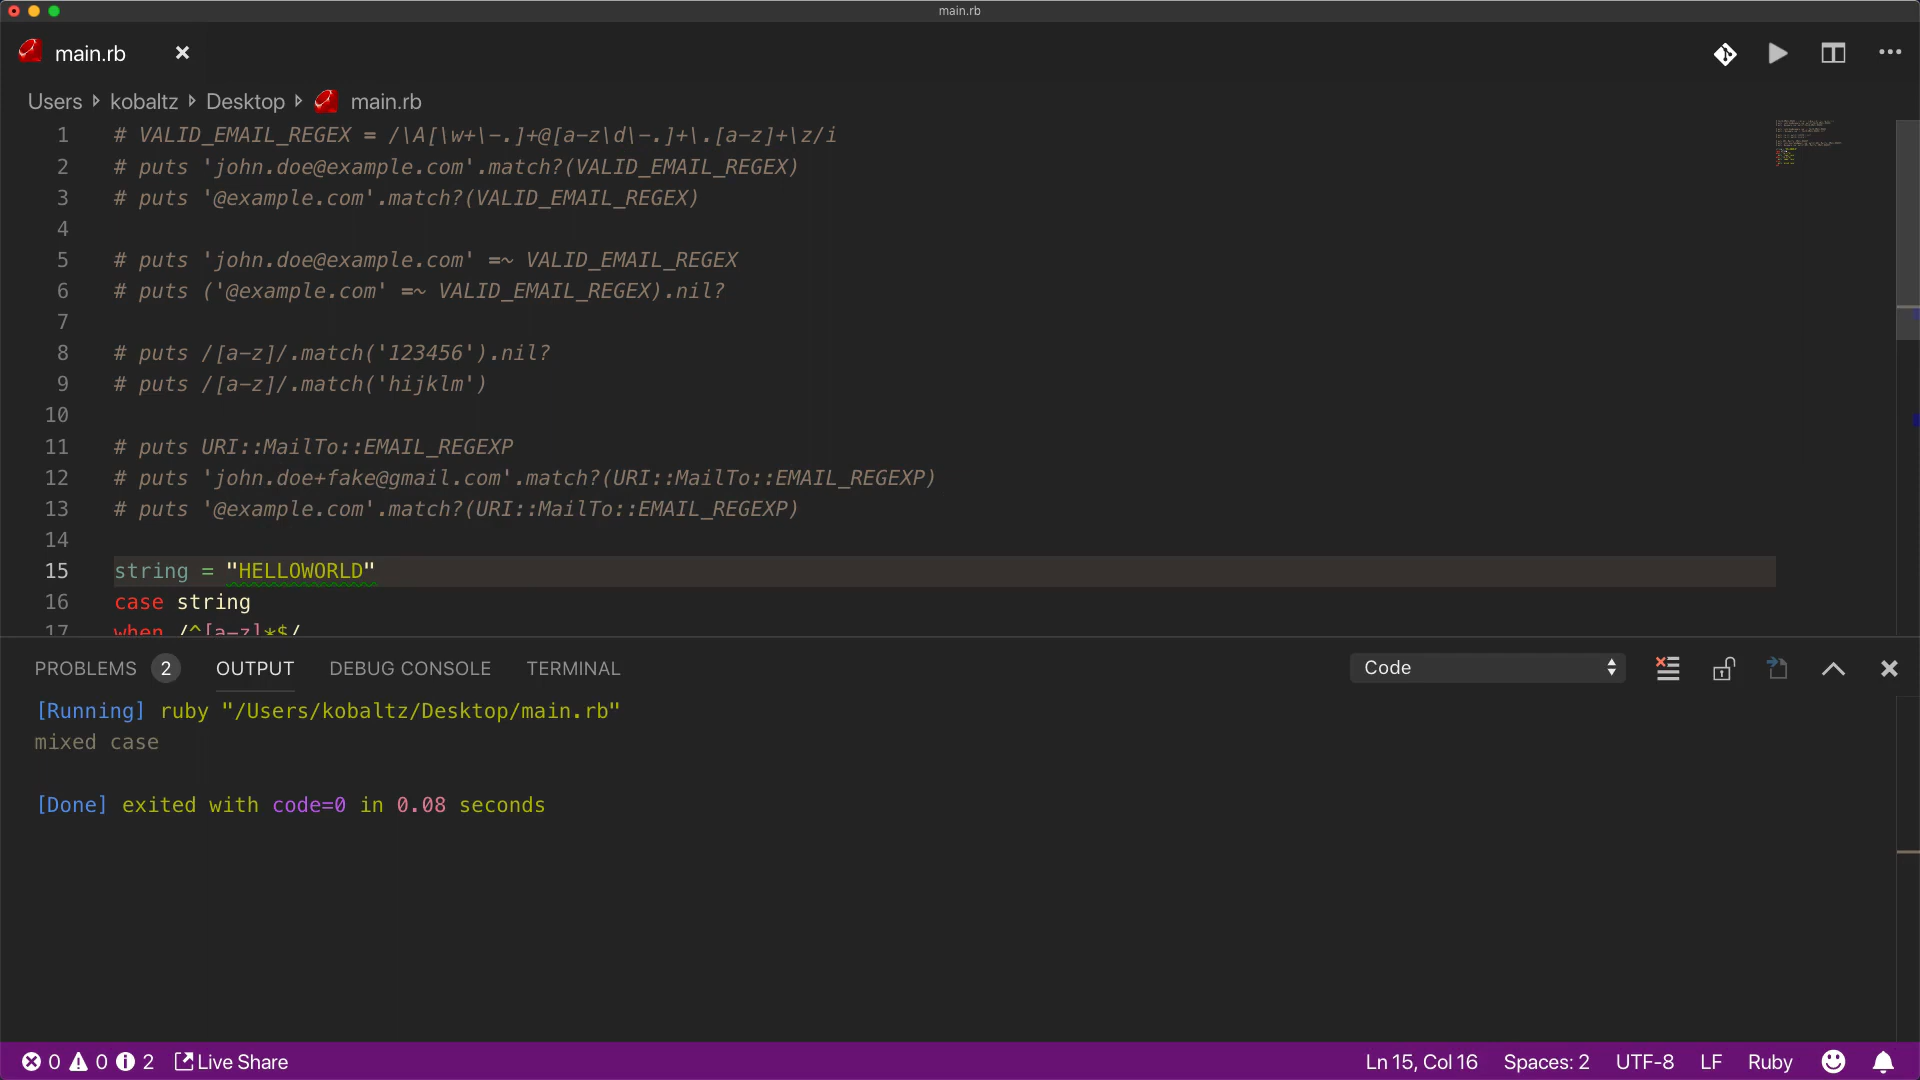 main.rb
main.rb
Users kobaltz Desktop main.rb
1 # VALID_EMAIL_REGEX = /\A[\w+\-.]+@[a-z\d\-.]+\.[a-z]+\z/i
2 # puts 'john.doe@example.com'.match?(VALID_EMAIL_REGEX)
3 # puts '@example.com'.match?(VALID_EMAIL_REGEX)
4
5 # puts 'john.doe@example.com' =~ VALID_EMAIL_REGEX
6 # puts ('@example.com' =~ VALID_EMAIL_REGEX).nil?
7
8 # puts /[a-z]/.match('123456').nil?
9 # puts /[a-z]/.match('hijklm')
10
11 # puts URI::MailTo::EMAIL_REGEXP
12 # puts 'john.doe+fake@gmail.com'.match?(URI::MailTo::EMAIL_REGEXP)
13 # puts '@example.com'.match?(URI::MailTo::EMAIL_REGEXP)
14
15 string = "HELLOWORLD"
16 case string
17 when /^[a-z]*$/
PROBLEMS 2 OUTPUT DEBUG CONSOLE TERMINAL Code
[Running] ruby "/Users/kobaltz/Desktop/main.rb"
mixed case
[Done] exited with code=0 in 0.08 seconds
0 0 2 Live Share Ln 15, Col 16 Spaces: 2 UTF-8 LF Ruby